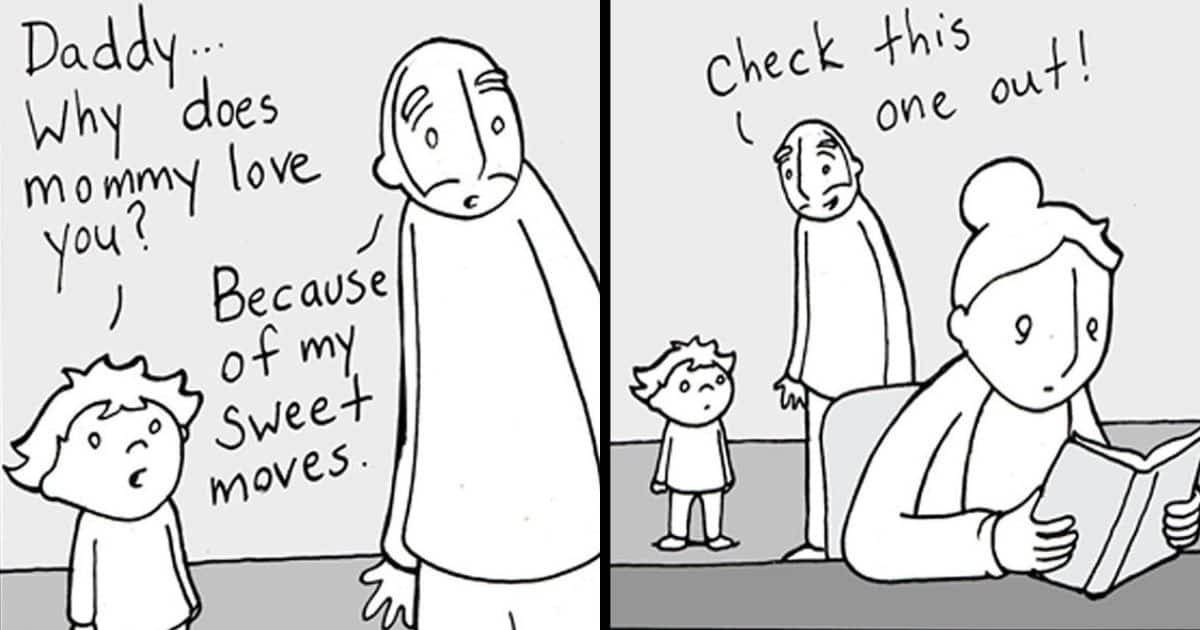 Daddy...
Why does
mommy love
you?
Because
of my
sweet
moves.
Check this
one out!